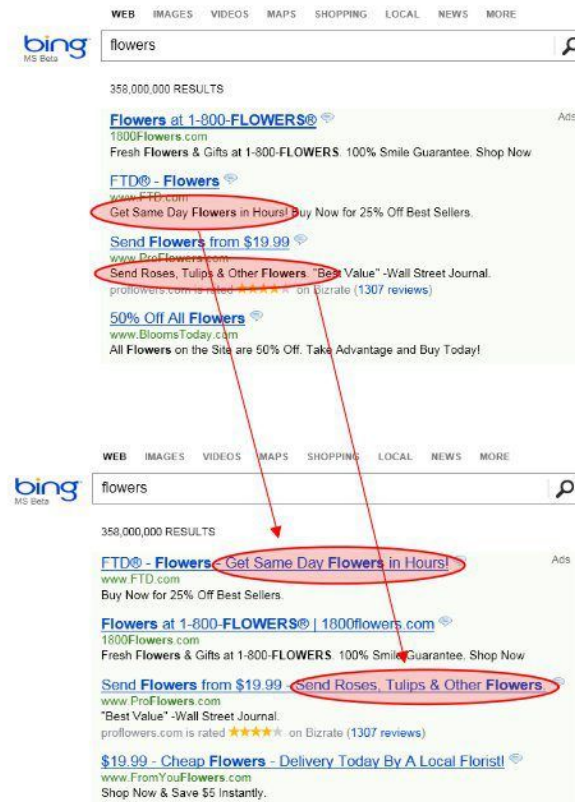 WEB IMAGES VIDEOS MAPS SHOPPING LOCAL NEWS MORE
bing
MS Beta
flowers
358,000,000 RESULTS
Flowers at 1-800-FLOWERS®
Ads
1800Flowers.com
Fresh Flowers & Gifts at 1-800-FLOWERS. 100% Smile Guarantee. Shop Now
FTD® - Flowers
www.FTD.com
Get Same Day Flowers in Hours! Buy Now for 25% Off Best Sellers.
Send Flowers from $19.99
www.ProFlowers.com
Send Roses, Tulips & Other Flowers. "Best Value" -Wall Street Journal.
proflowers.com is rated on Bizrate (1307 reviews)
50% Off All Flowers
www.BloomsToday.com
All Flowers on the Site are 50% Off. Take Advantage and Buy Today!
WEB IMAGES VIDEOS MAPS SHOPPING LOCAL NEWS MORE
bing
MS Beta
flowers
358,000,000 RESULTS
FTD® - Flowers - Get Same Day Flowers in Hours!
Ads
www.FTD.com
Buy Now for 25% Off Best Sellers.
Flowers at 1-800-FLOWERS® | 1800flowers.com
1800Flowers.com
Fresh Flowers & Gifts at 1-800-FLOWERS. 100% Smile Guarantee. Shop Now
Send Flowers from $19.99 - Send Roses, Tulips & Other Flowers.
www.ProFlowers.com
"Best Value" -Wall Street Journal.
proflowers.com is rated on Bizrate (1307 reviews)
$19.99 - Cheap Flowers - Delivery Today By A Local Florist!
www.FromYouFlowers.com
Shop Now & Save $5 Instantly.